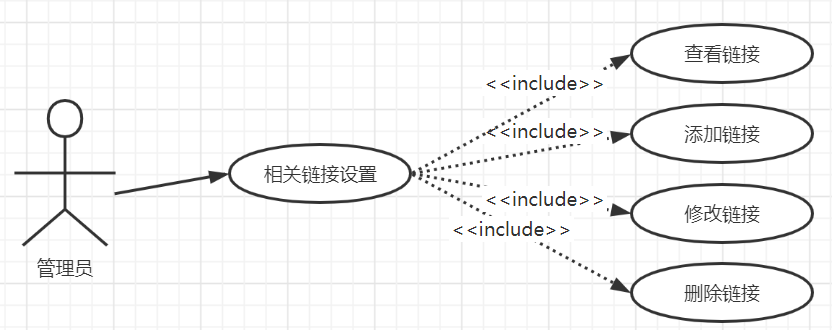 查看链接
<<include>>
<<include>>
添加链接
相关链接设置
<<include>>
修改链接
<<include>>
管理员
删除链接